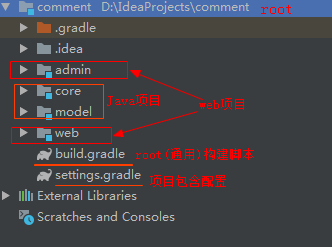 comment D:\IdeaProjects\comment root
.gradle
.idea
admin
core
model
web
build.gradle root(通用)构建脚本
settings.gradle 项目包含配置
External Libraries
Scratches and Consoles
Java项目
web项目